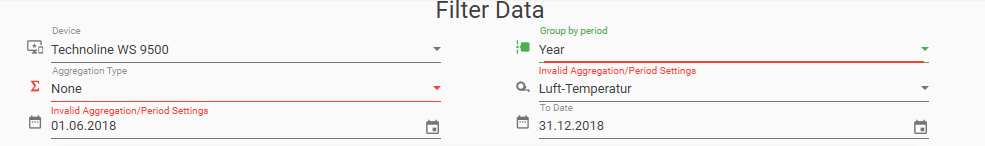 Filter Data
Device
Technoline WS 9500
Group by period
Year
Aggregation Type
None
Invalid Aggregation/Period Settings
Luft-Temperatur
Invalid Aggregation/Period Settings
01.06.2018
To Date
31.12.2018